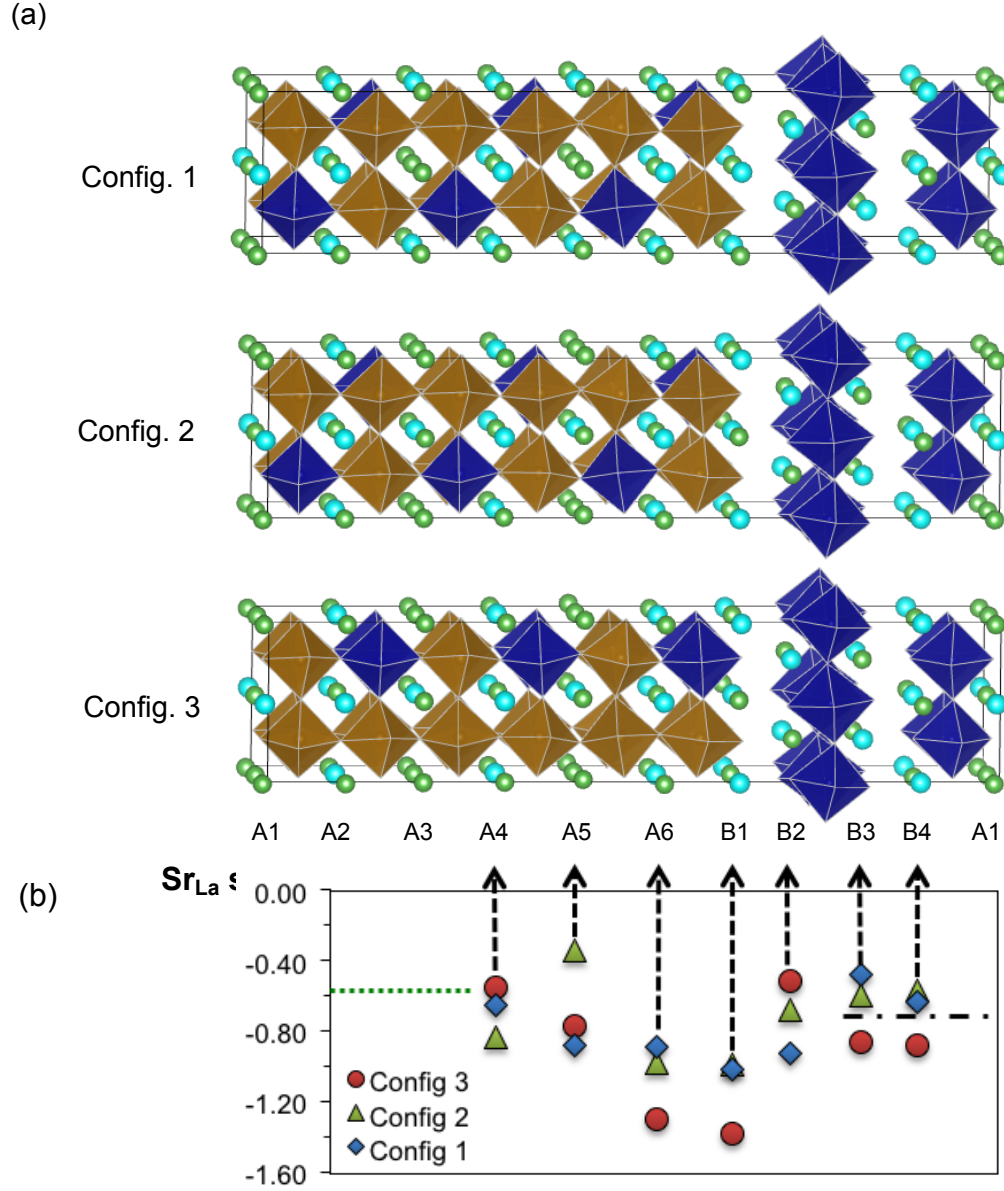 (a)
Config. 1
Config. 2
Config. 3
A1 A2 A3 A4 A5 A6 B1 B2 B3 B4 A1
(b)
SrLa s
0.00
-0.40
-0.80
-1.20
-1.60
Config 3
Config 2
Config 1